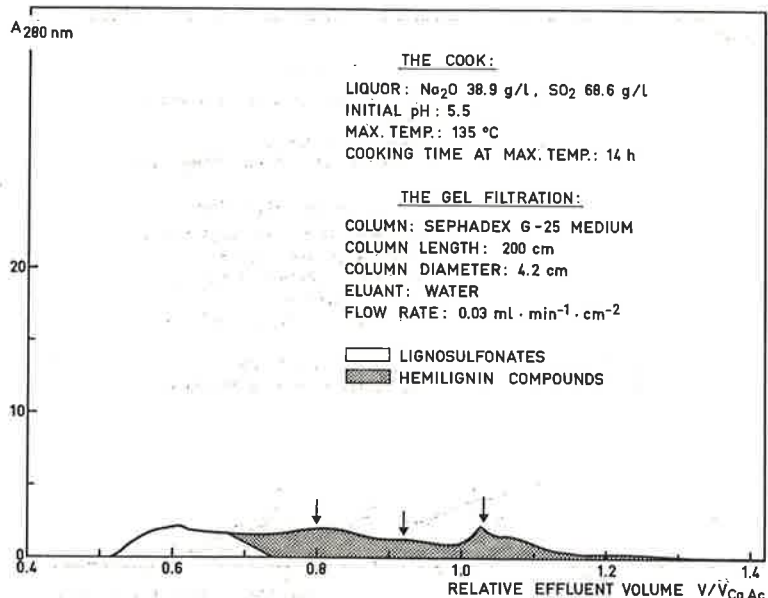 A280 nm
THE COOK:
LIQUOR: Na2O 38.9 g/l, SO2 68.6 g/l
INITIAL pH: 5.5
MAX. TEMP.: 135 °C
COOKING TIME AT MAX. TEMP.: 14 h
THE GEL FILTRATION:
COLUMN: SEPHADEX G-25 MEDIUM
COLUMN LENGTH: 200 cm
COLUMN DIAMETER: 4.2 cm
ELUANT: WATER
FLOW RATE: 0.03 ml · min⁻¹ · cm⁻²
LIGNOSULFONATES
HEMILIGNIN COMPOUNDS
20
10
0
0.4 0.6 0.8 1.0 1.2 1.4
RELATIVE EFFLUENT VOLUME V/VCa Ac